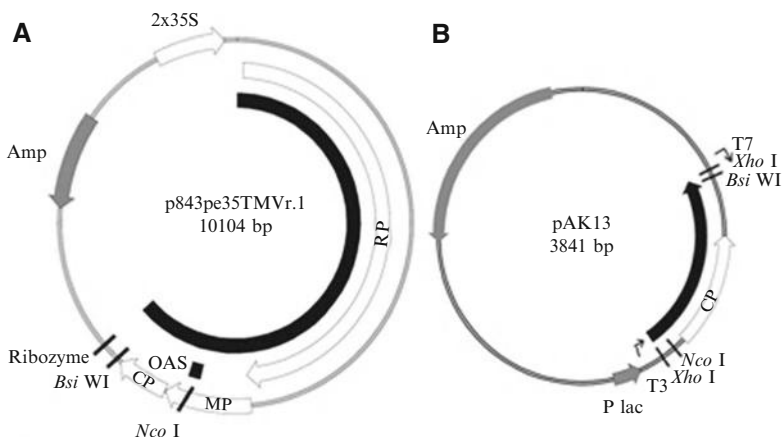 A
2x35S
Amp
p843pe35TMVr.1
10104 bp
RP
Ribozyme
Bsi WI
OAS
CP
MP
Nco I
B
Amp
T7
Xho I
Bsi WI
pAK13
3841 bp
CP
Nco I
Xho I
T3
P lac